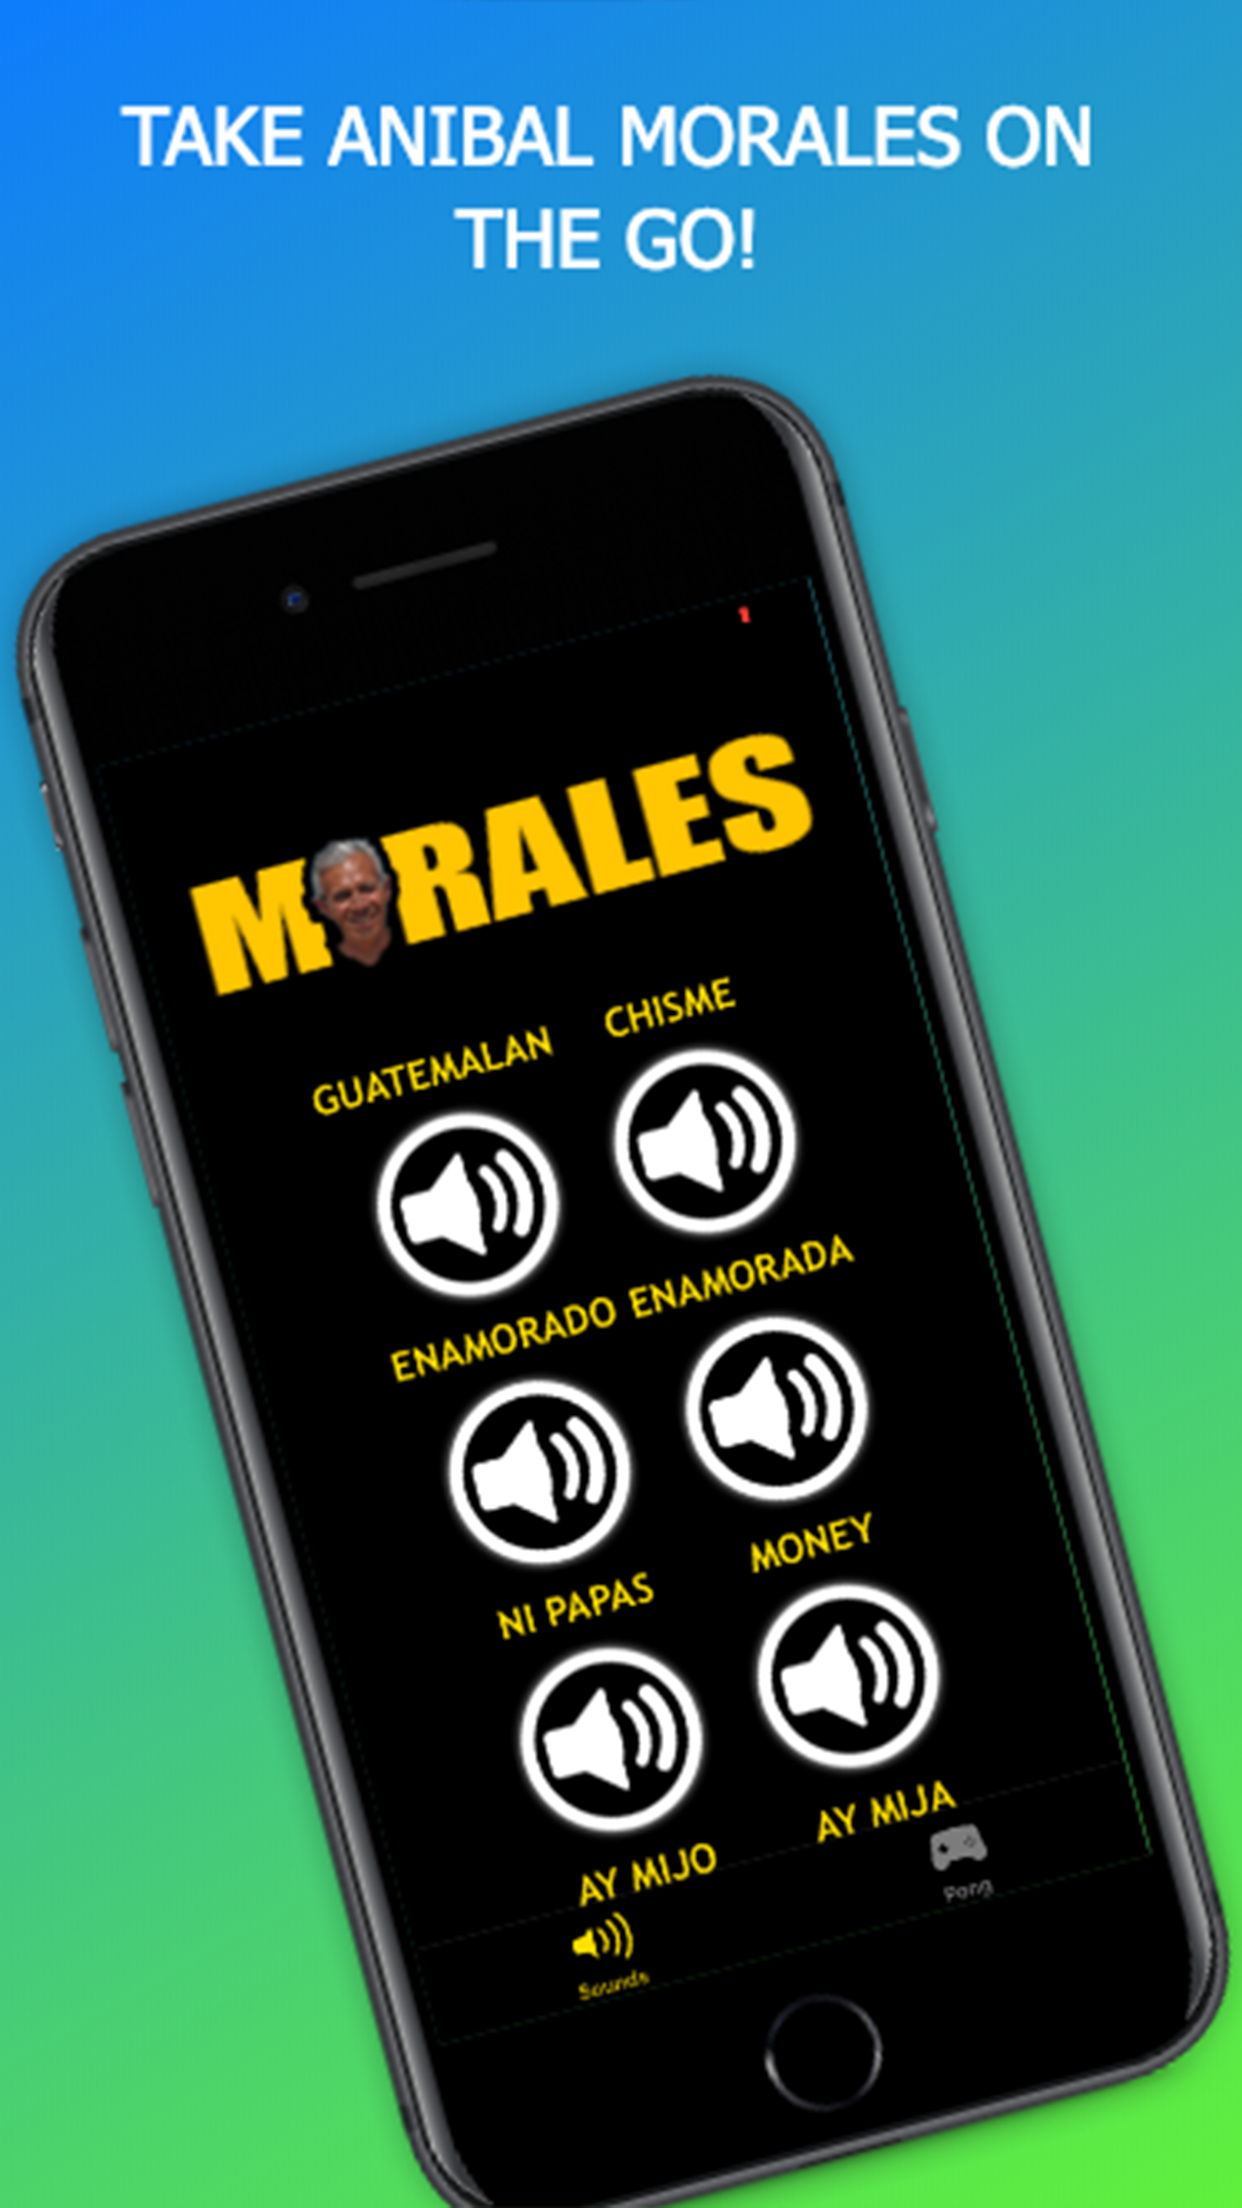 TAKE ANIBAL MORALES ON
THE GO!
1
MORALES
GUATEMALAN CHISME
ENAMORADO ENAMORADA
NI PAPAS MONEY
AY MIJO AY MIJA
Sounds Pong